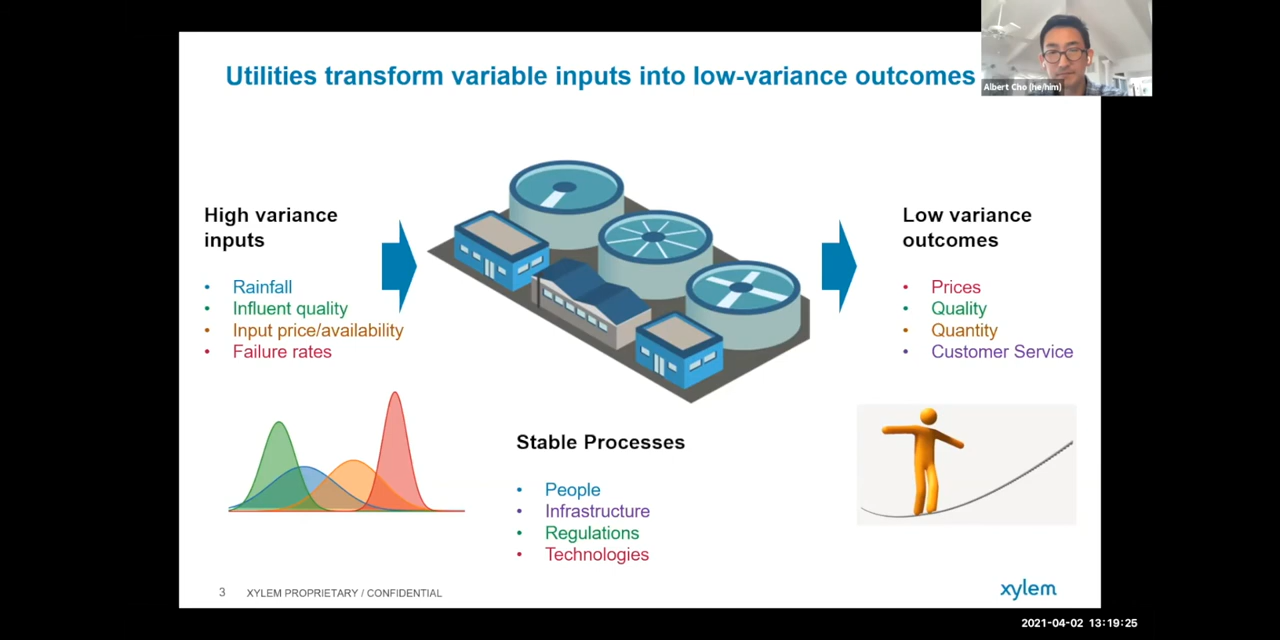 Utilities transform variable inputs into low-variance outcomes
Albert Cho (he/him)
High variance
inputs
• Rainfall
• Influent quality
• Input price/availability
• Failure rates
Low variance
outcomes
• Prices
• Quality
• Quantity
• Customer Service
Stable Processes
• People
• Infrastructure
• Regulations
• Technologies
3 XYLEM PROPRIETARY / CONFIDENTIAL
xylem
2021-04-02 13:19:25